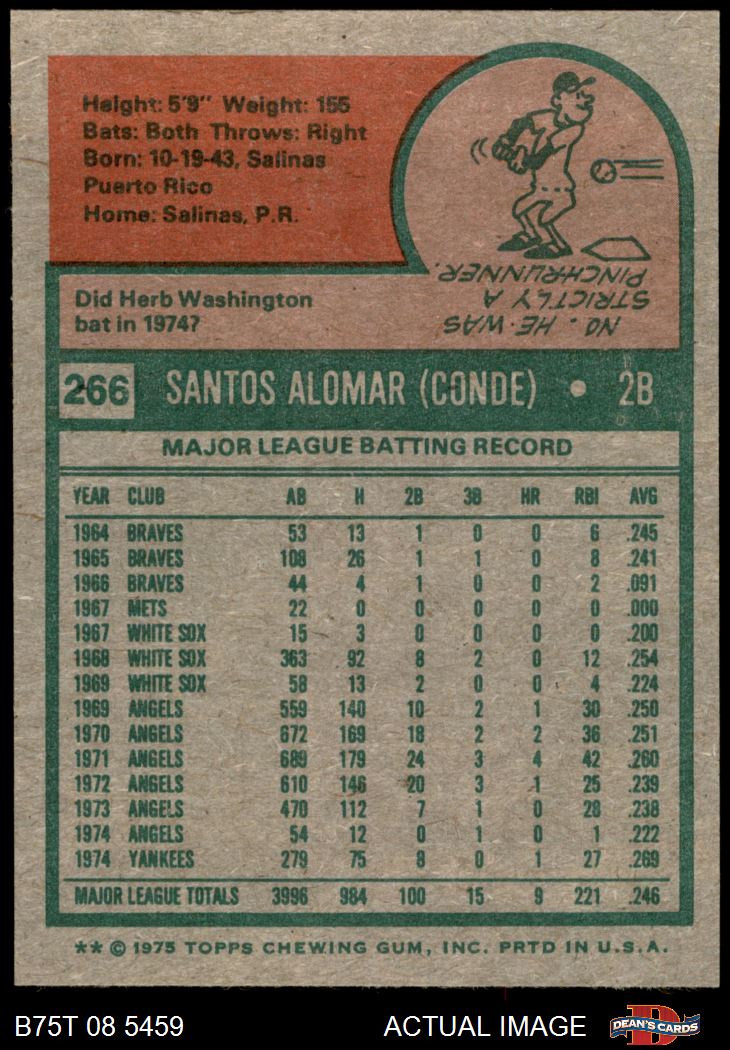 Height: 5'9" Weight: 155
Bats: Both Throws: Right
Born: 10-19-43, Salinas
Puerto Rico
Home: Salinas, P.R.
Did Herb Washington
bat in 1974?
NO. HE WAS
STRICTLY A
PINCHRUNNER.
266 SANTOS ALOMAR (CONDE) • 2B
MAJOR LEAGUE BATTING RECORD
YEAR CLUB AB H 2B 3B HR RBI AVG
1964 BRAVES 53 13 1 0 0 6 .245
1965 BRAVES 108 26 1 1 0 8 .241
1966 BRAVES 44 4 1 0 0 2 .091
1967 METS 22 0 0 0 0 0 .000
1967 WHITE SOX 15 3 0 0 0 0 .200
1968 WHITE SOX 363 92 8 2 0 12 .254
1969 WHITE SOX 58 13 2 0 0 4 .224
1969 ANGELS 559 140 10 2 1 30 .250
1970 ANGELS 672 169 18 2 2 36 .251
1971 ANGELS 689 179 24 3 4 42 .260
1972 ANGELS 610 146 20 3 1 25 .239
1973 ANGELS 470 112 7 1 0 28 .238
1974 ANGELS 54 12 0 1 0 1 .222
1974 YANKEES 279 75 8 0 1 27 .269
MAJOR LEAGUE TOTALS 3996 984 100 15 9 221 .246
** © 1975 TOPPS CHEWING GUM, INC. PRTD IN U.S.A.
B75T 08 5459 ACTUAL IMAGE
D
DEAN'S CARDS